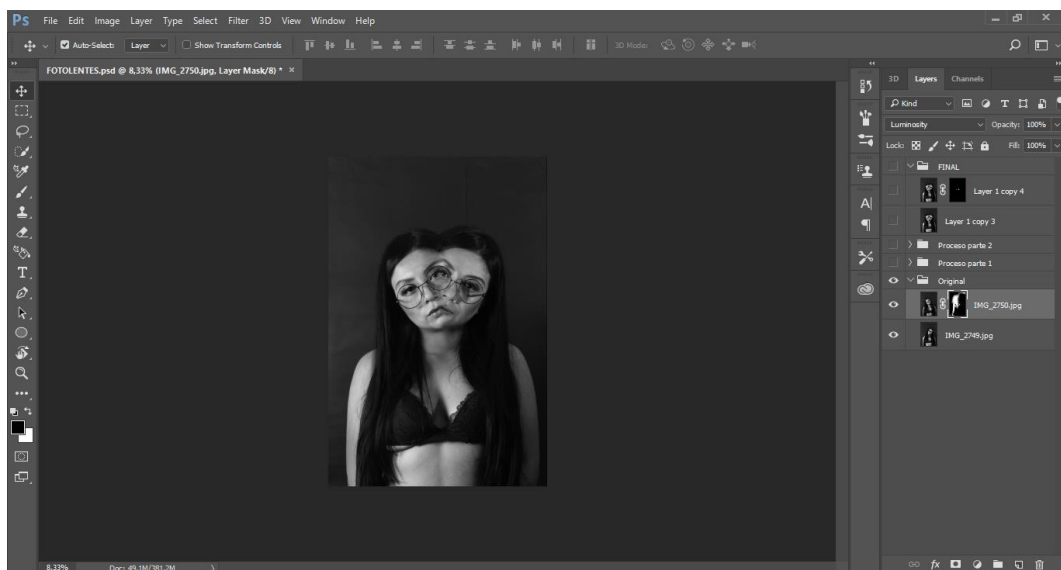 Ps File Edit Image Layer Type Select Filter 3D View Window Help
Auto-Select: Layer Show Transform Controls 3D Mode:
FOTOLENTES.psd @ 8,33% (IMG_2750.jpg, Layer Mask/8) * ×
3D Layers Channels
Kind
Luminosity Opacity: 100%
Lock: Fill: 100%
FINAL
Layer 1 copy 4
Layer 1 copy 3
Proceso parte 2
Proceso parte 1
Original
IMG_2750.jpg
IMG_2749.jpg
8,33% Doc: 49,1M/381,2M